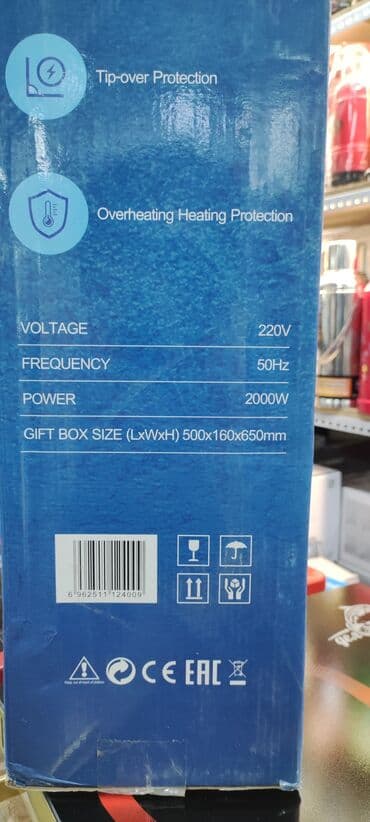 Tip-over Protection
Overheating Heating Protection
VOLTAGE 220V
FREQUENCY 50Hz
POWER 2000W
GIFT BOX SIZE (LxWxH) 500x160x650mm
6 962511 124009
CE EAC